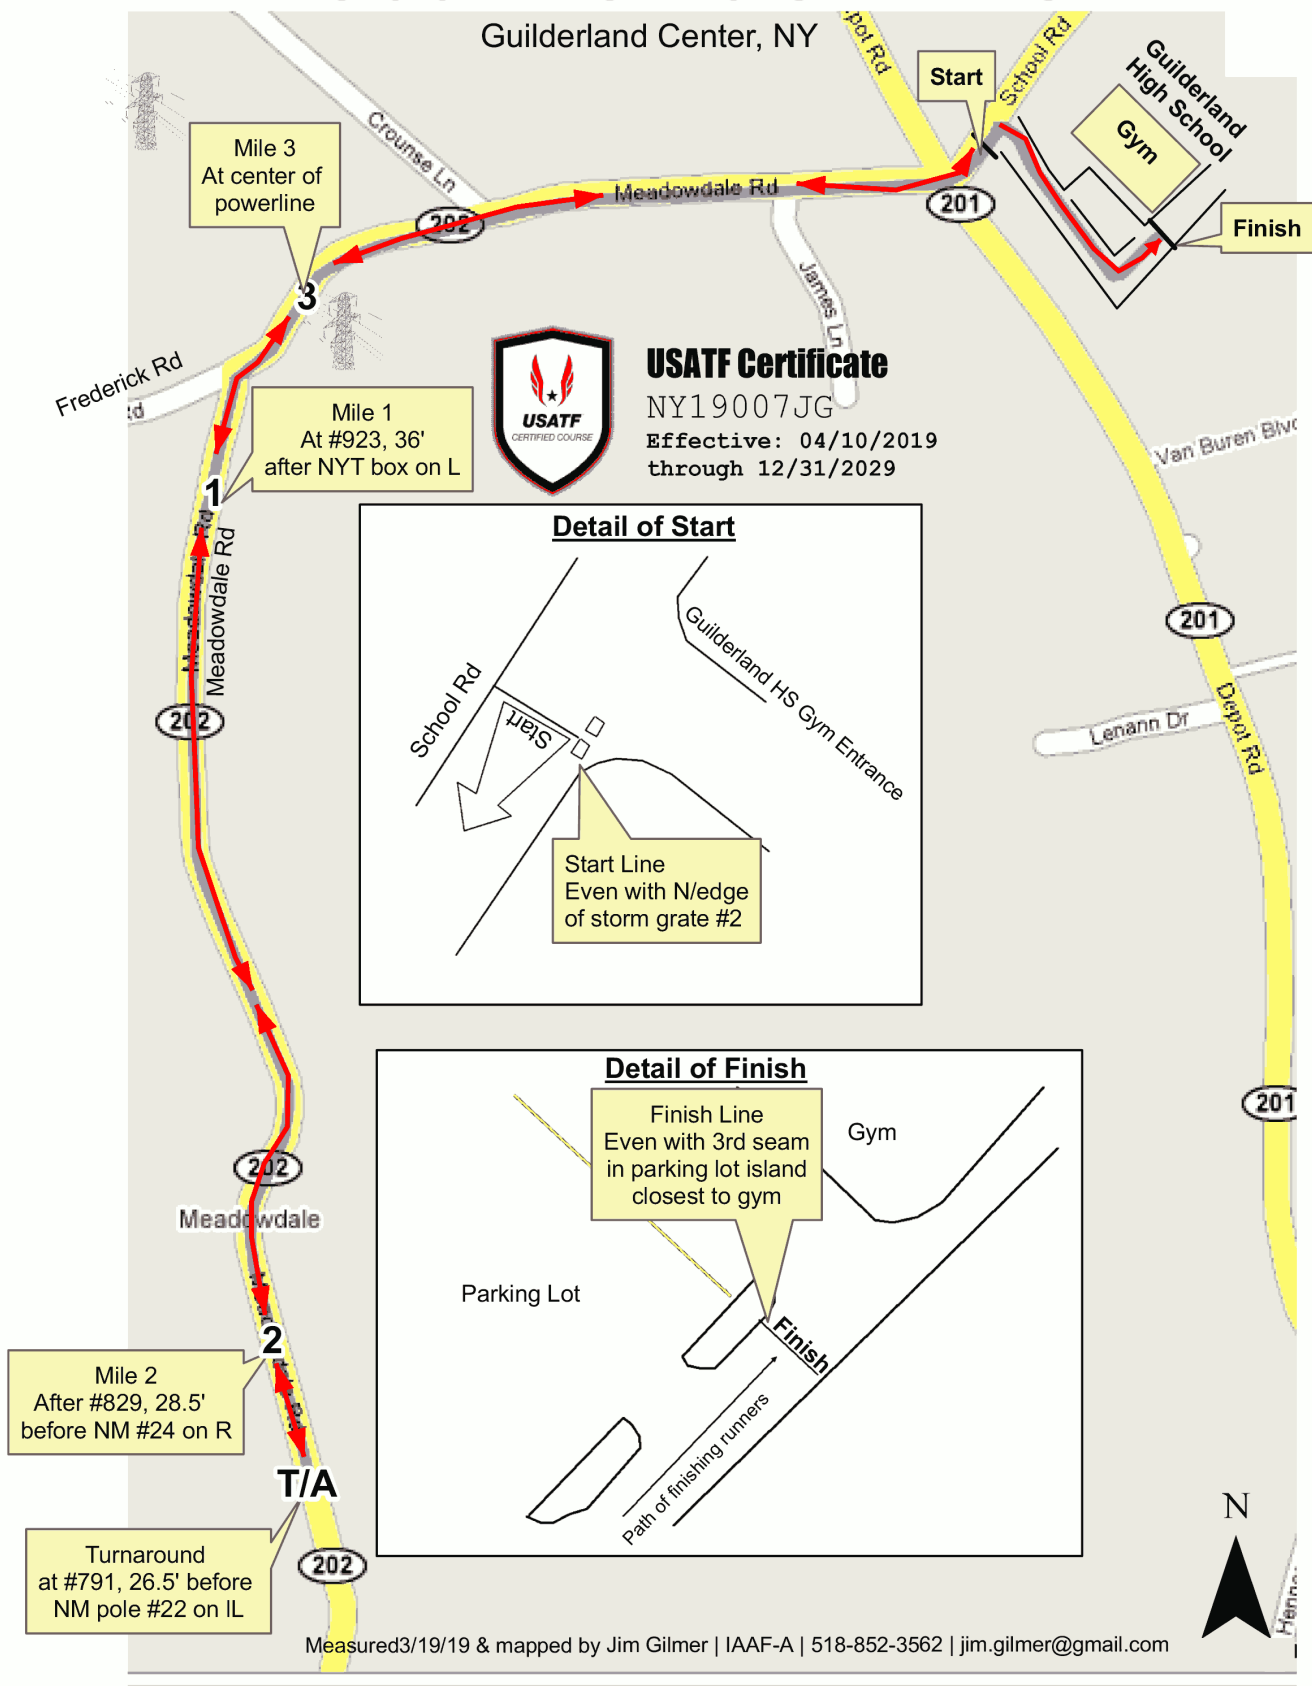 Guilderland Center, NY
Depot Rd
School Rd
Start
Guilderland
High School
Gym
Crounse Ln
Mile 3
At center of
powerline
202
Meadowdale Rd
201
Finish
James Ln
3
Frederick Rd
Rd
USATF
CERTIFIED COURSE
USATF Certificate
NY19007JG
Effective: 04/10/2019
through 12/31/2029
Mile 1
At #923, 36'
after NYT box on L
Van Buren Blvd
1
Meadowdale Rd
Meadowdale Rd
Detail of Start
School Rd
Start
Guilderland HS Gym Entrance
Start Line
Even with N/edge
of storm grate #2
201
202
Depot Rd
Lenann Dr
Detail of Finish
Finish Line
Even with 3rd seam
in parking lot island
closest to gym
Gym
Parking Lot
Finish
Path of finishing runners
201
202
Meadowdale
2
Mile 2
After #829, 28.5'
before NM #24 on R
T/A
Turnaround
at #791, 26.5' before
NM pole #22 on IL
202
N
Measured3/19/19 & mapped by Jim Gilmer | IAAF-A | 518-852-3562 | jim.gilmer@gmail.com